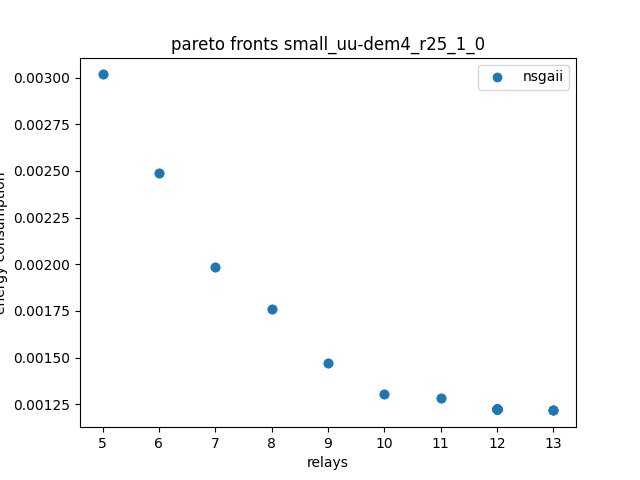 pareto fronts small_uu-dem4_r25_1_0
nsgaii
0.00300
0.00275
0.00250
0.00225
0.00200
0.00175
0.00150
0.00125
energy consumption
5 6 7 8 9 10 11 12 13
relays